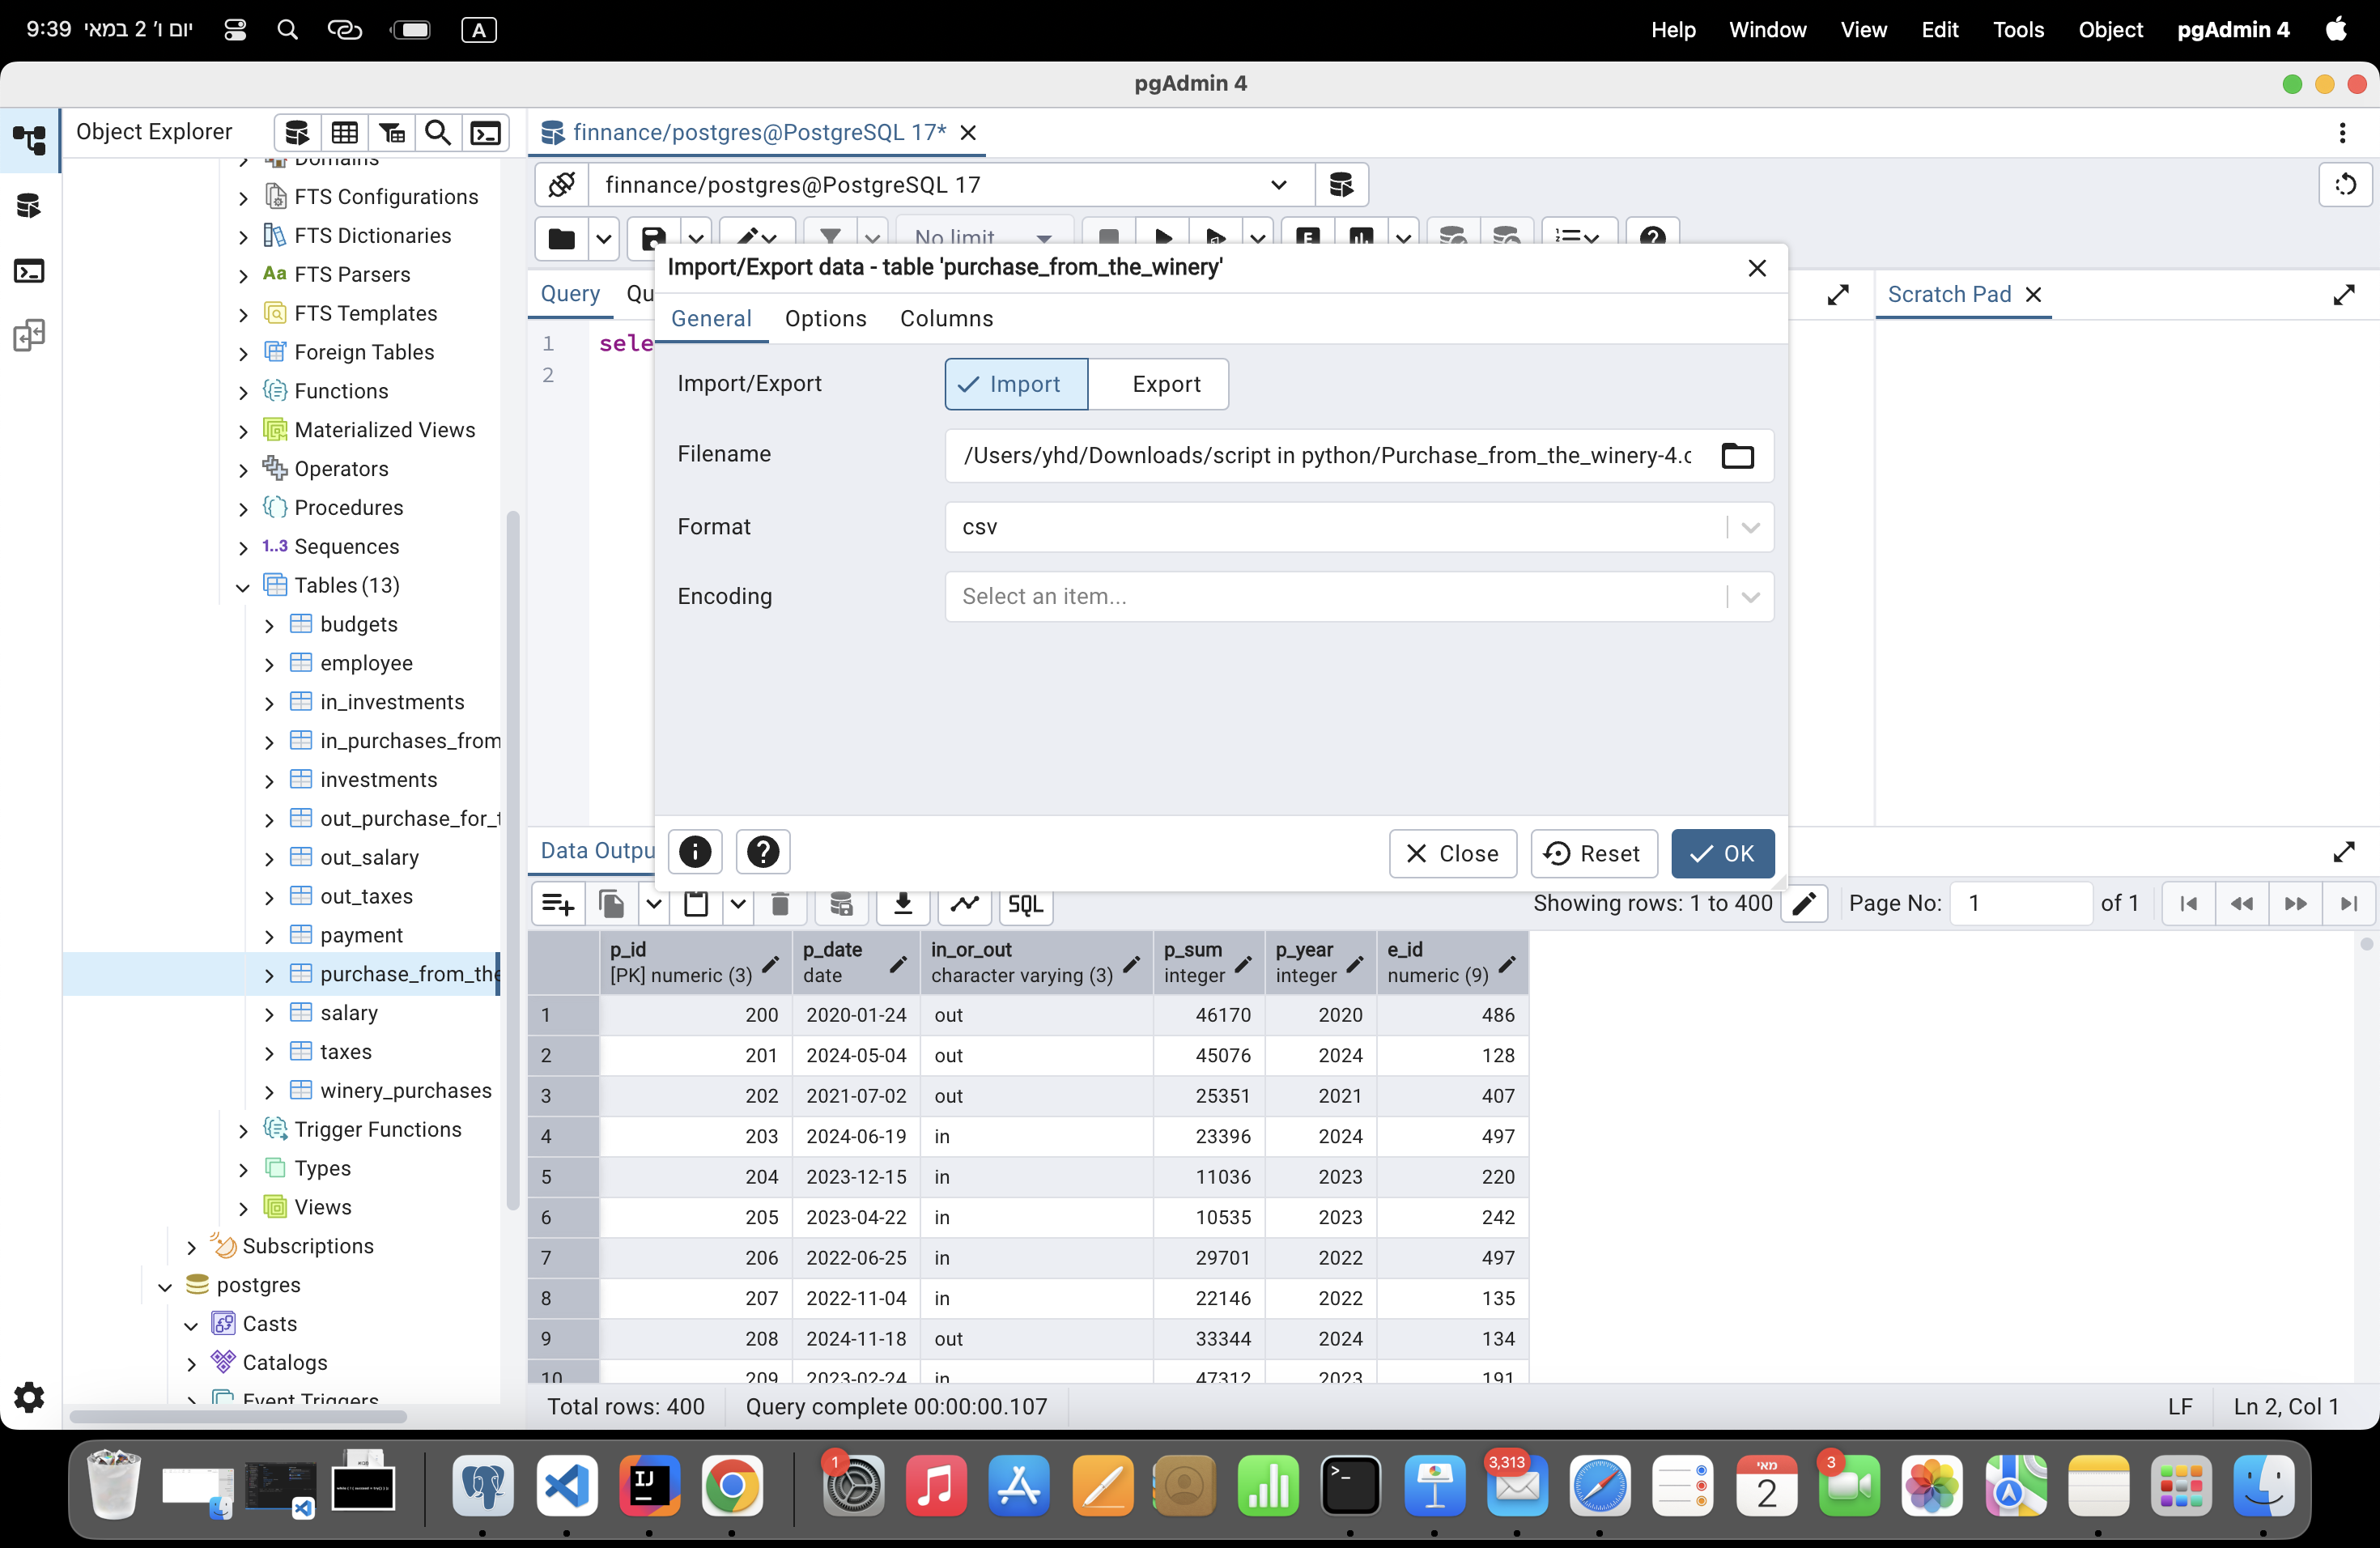 9:39 יום ו׳ 2 במאי A Help Window View Edit Tools Object pgAdmin 4
pgAdmin 4
Object Explorer
finnance/postgres@PostgreSQL 17*
finnance/postgres@PostgreSQL 17
No limit
Domains
FTS Configurations
FTS Dictionaries
Aa FTS Parsers
FTS Templates
Foreign Tables
Functions
Materialized Views
Operators
Procedures
1..3 Sequences
Tables (13)
budgets
employee
in_investments
in_purchases_from
investments
out_purchase_for_t
out_salary
out_taxes
payment
purchase_from_the
salary
taxes
winery_purchases
Trigger Functions
Types
Views
Subscriptions
postgres
Casts
Catalogs
Event Triggers
Query Qu
Scratch Pad
1 sele
2
Import/Export data - table 'purchase_from_the_winery'
General Options Columns
Import/Export Import Export
Filename /Users/yhd/Downloads/script in python/Purchase_from_the_winery-4.c
Format csv
Encoding Select an item...
Close Reset OK
Data Outpu
SQL Showing rows: 1 to 400 Page No: 1 of 1
p_id p_date in_or_out p_sum p_year e_id
[PK] numeric (3) date character varying (3) integer integer numeric (9)
1 200 2020-01-24 out 46170 2020 486
2 201 2024-05-04 out 45076 2024 128
3 202 2021-07-02 out 25351 2021 407
4 203 2024-06-19 in 23396 2024 497
5 204 2023-12-15 in 11036 2023 220
6 205 2023-04-22 in 10535 2023 242
7 206 2022-06-25 in 29701 2022 497
8 207 2022-11-04 in 22146 2022 135
9 208 2024-11-18 out 33344 2024 134
10 209 2023-02-24 in 47312 2023 191
Total rows: 400 Query complete 00:00:00.107 LF Ln 2, Col 1
IJ
1
3,313
מאי
2
3